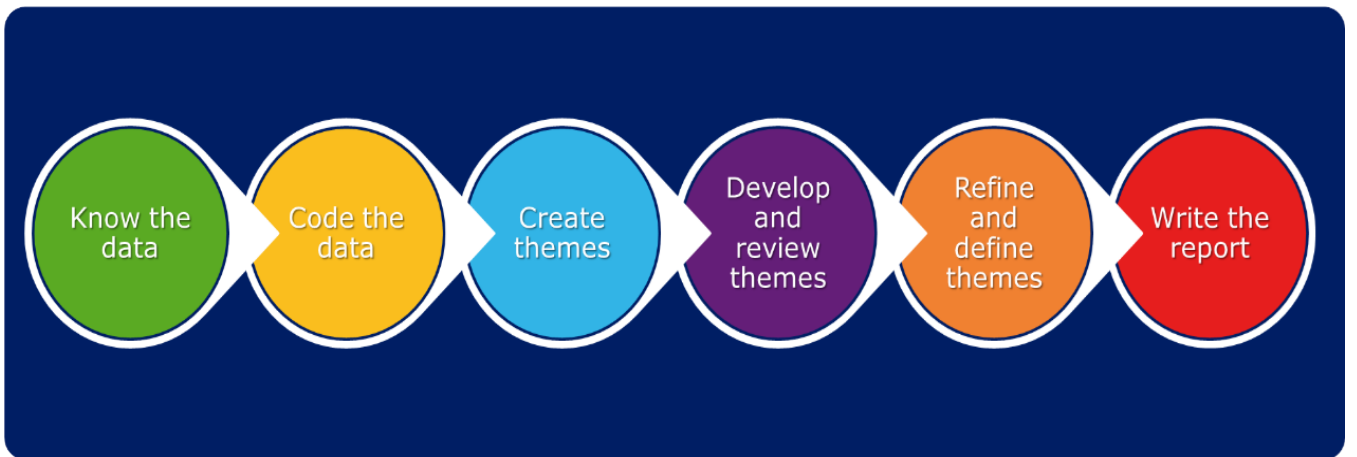 Know the
data
Code the
data
Create
themes
Develop
and
review
themes
Refine
and
define
themes
Write the
report